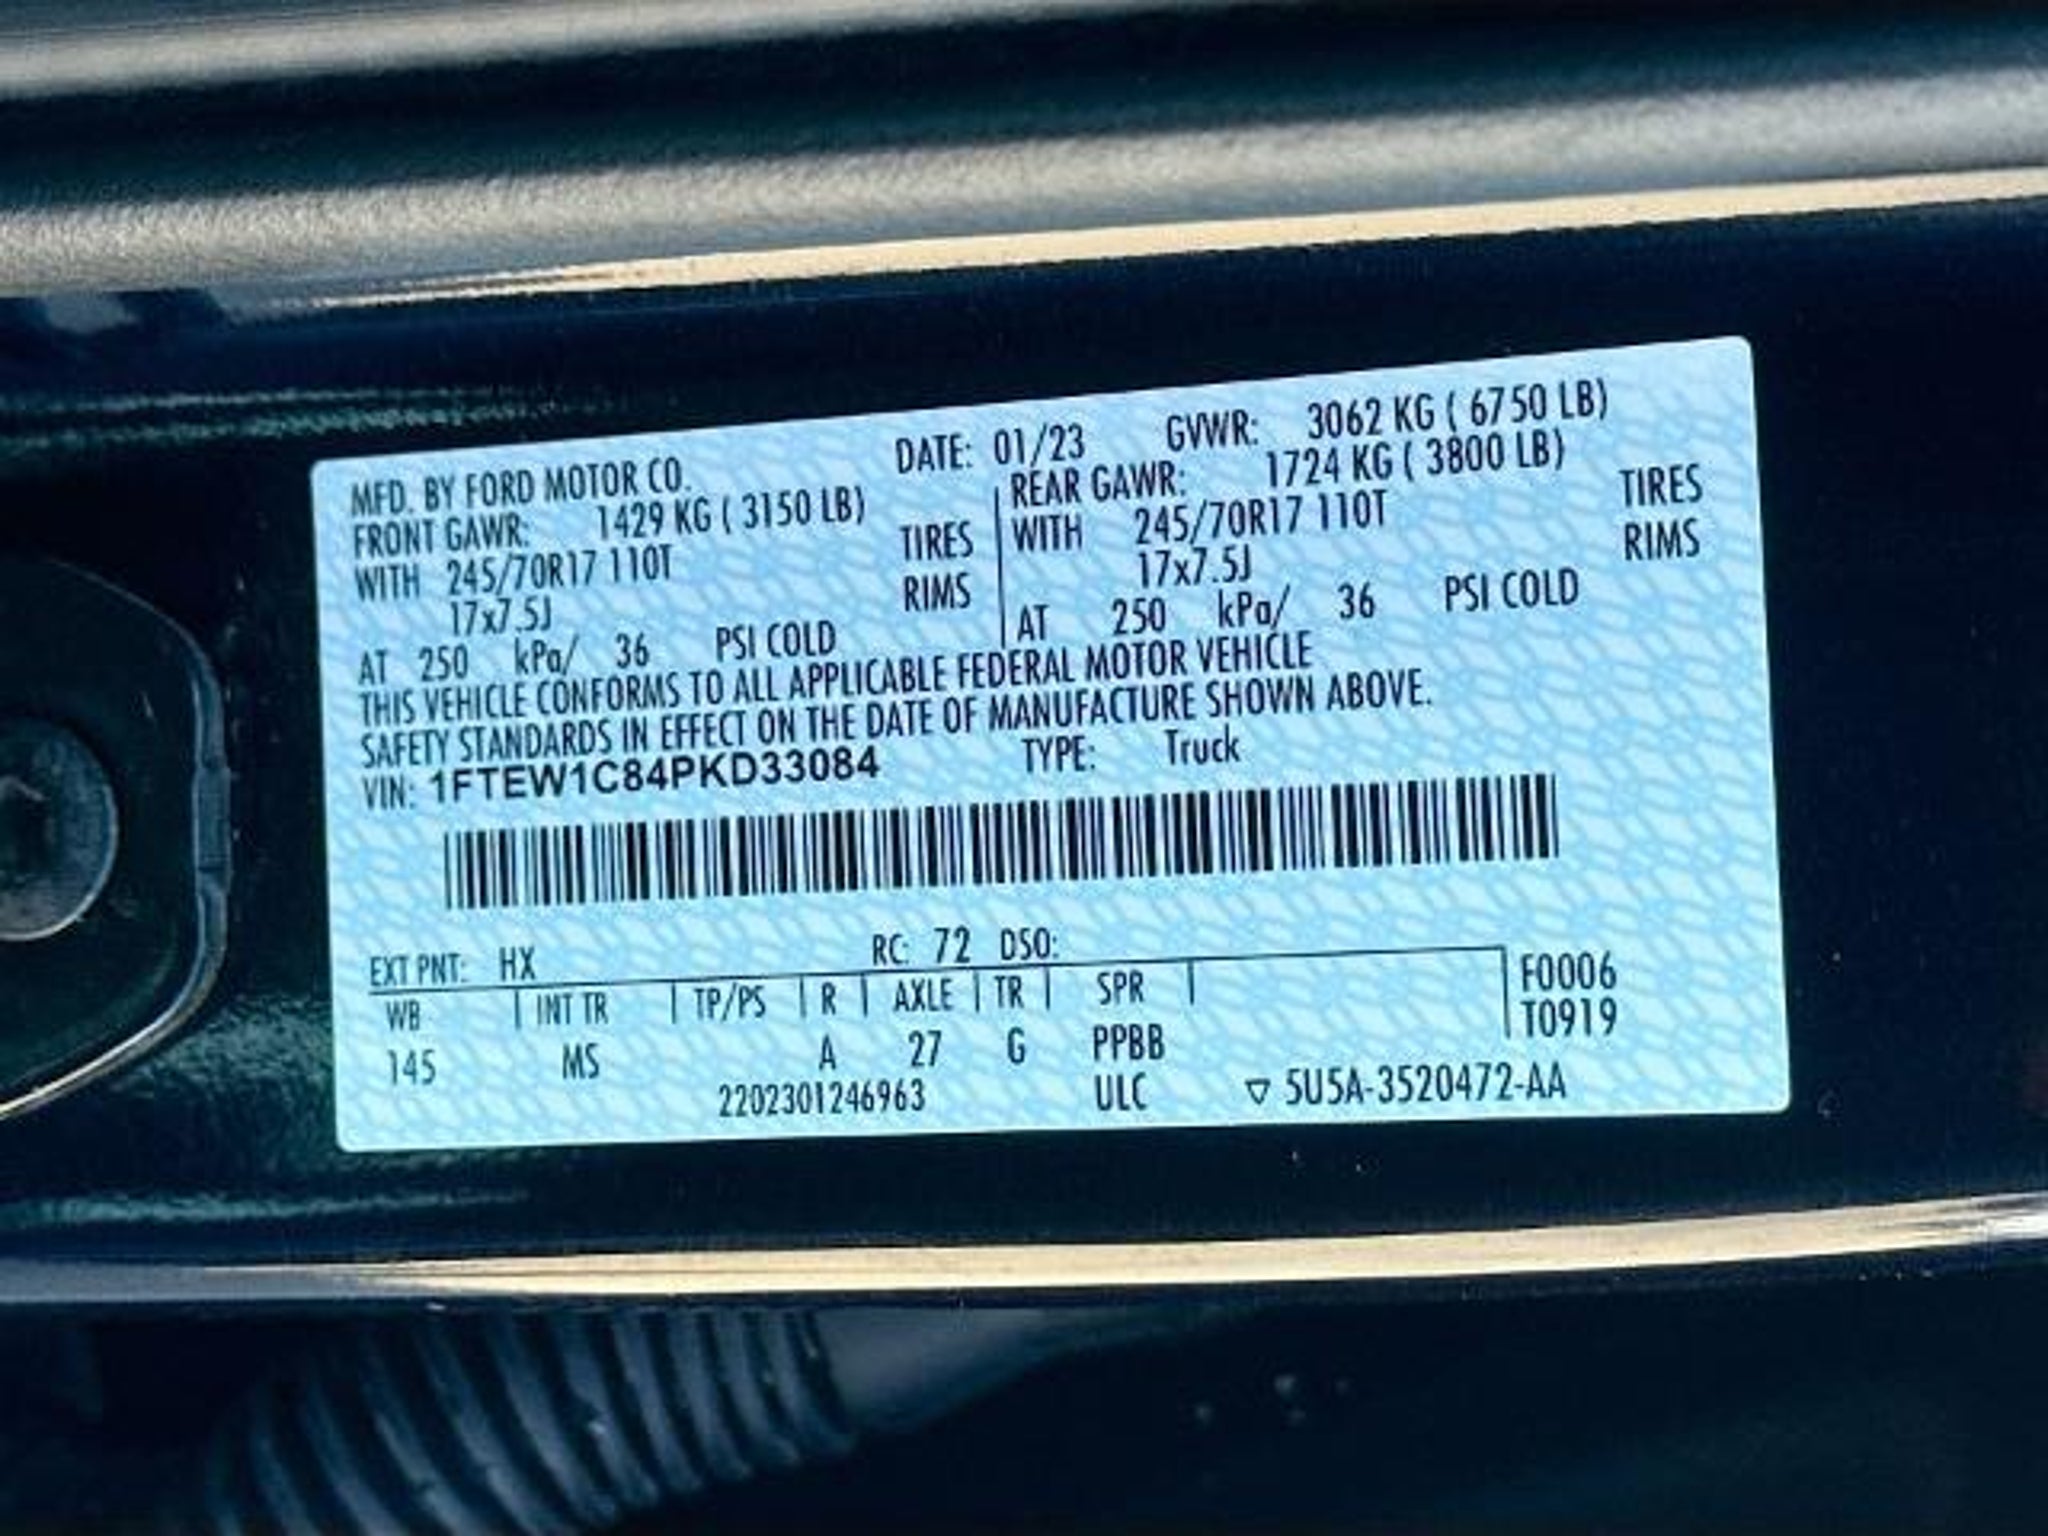 MFD. BY FORD MOTOR CO. DATE: 01/23 GVWR: 3062 KG ( 6750 LB)
FRONT GAWR: 1429 KG ( 3150 LB) REAR GAWR: 1724 KG ( 3800 LB)
WITH 245/70R17 110T TIRES WITH 245/70R17 110T TIRES
17x7.5J RIMS 17x7.5J RIMS
AT 250 kPa/ 36 PSI COLD AT 250 kPa/ 36 PSI COLD
THIS VEHICLE CONFORMS TO ALL APPLICABLE FEDERAL MOTOR VEHICLE
SAFETY STANDARDS IN EFFECT ON THE DATE OF MANUFACTURE SHOWN ABOVE.
VIN: 1FTEW1C84PKD33084 TYPE: Truck
EXT PNT: HX RC: 72 DSO:
WB INT TR TP/PS R AXLE TR SPR F0006
T0919
145 MS A 27 G PPBB
2202301246963 ULC ▽ 5U5A-3520472-AA